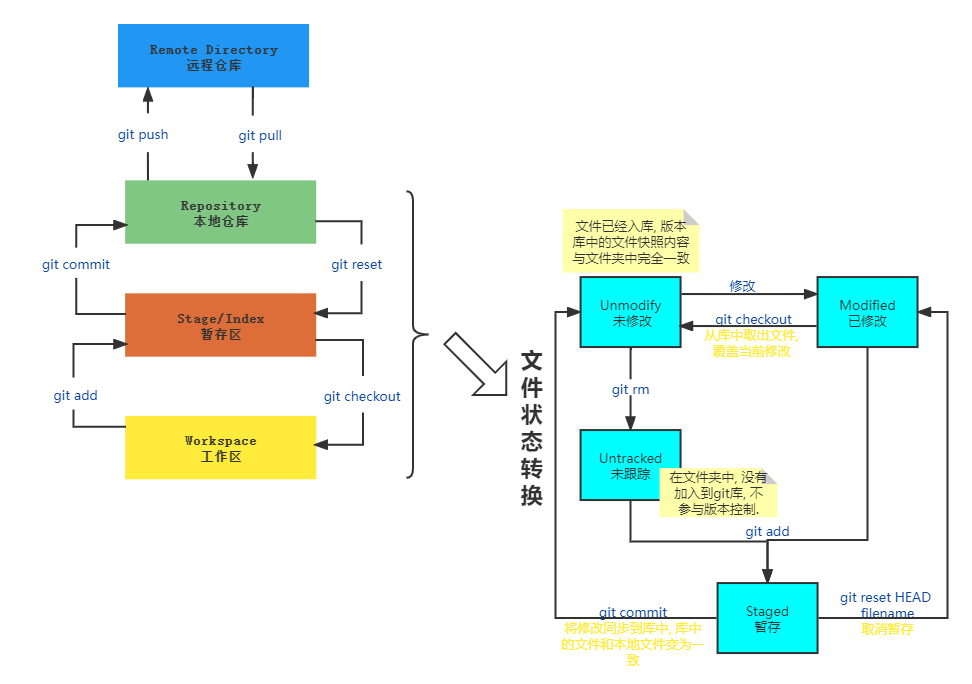 Remote Directory
远程仓库
git push
git pull
Repository
本地仓库
git commit
git reset
Stage/Index
暂存区
git add
git checkout
Workspace
工作区
文件状态转换
文件已经入库, 版本
库中的文件快照内容
与文件夹中完全一致
Unmodify
未修改
修改
Modified
已修改
git checkout
从库中取出文件,
覆盖当前修改
git rm
Untracked
未跟踪
在文件夹中, 没有
加入到git库, 不
参与版本控制.
git add
Staged
暂存
git commit
将修改同步到库中, 库中
的文件和本地文件变为一
致
git reset HEAD
filename
取消暂存